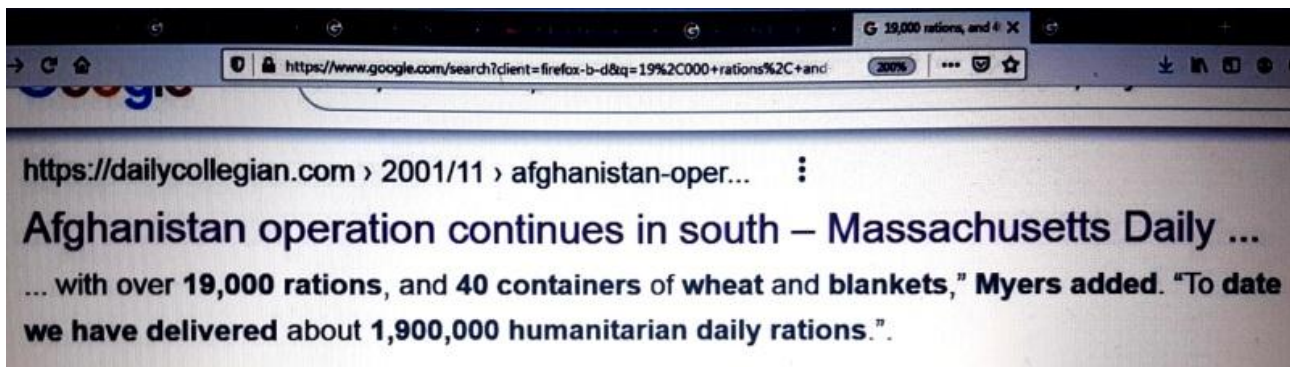 G 19,000 rations, and 4
https://www.google.com/search?client=firefox-b-d&q=19%2C000+rations%2C+and
200%
https://dailycollegian.com › 2001/11 › afghanistan-oper...
Afghanistan operation continues in south – Massachusetts Daily ...
... with over 19,000 rations, and 40 containers of wheat and blankets,” Myers added. “To date
we have delivered about 1,900,000 humanitarian daily rations.”.